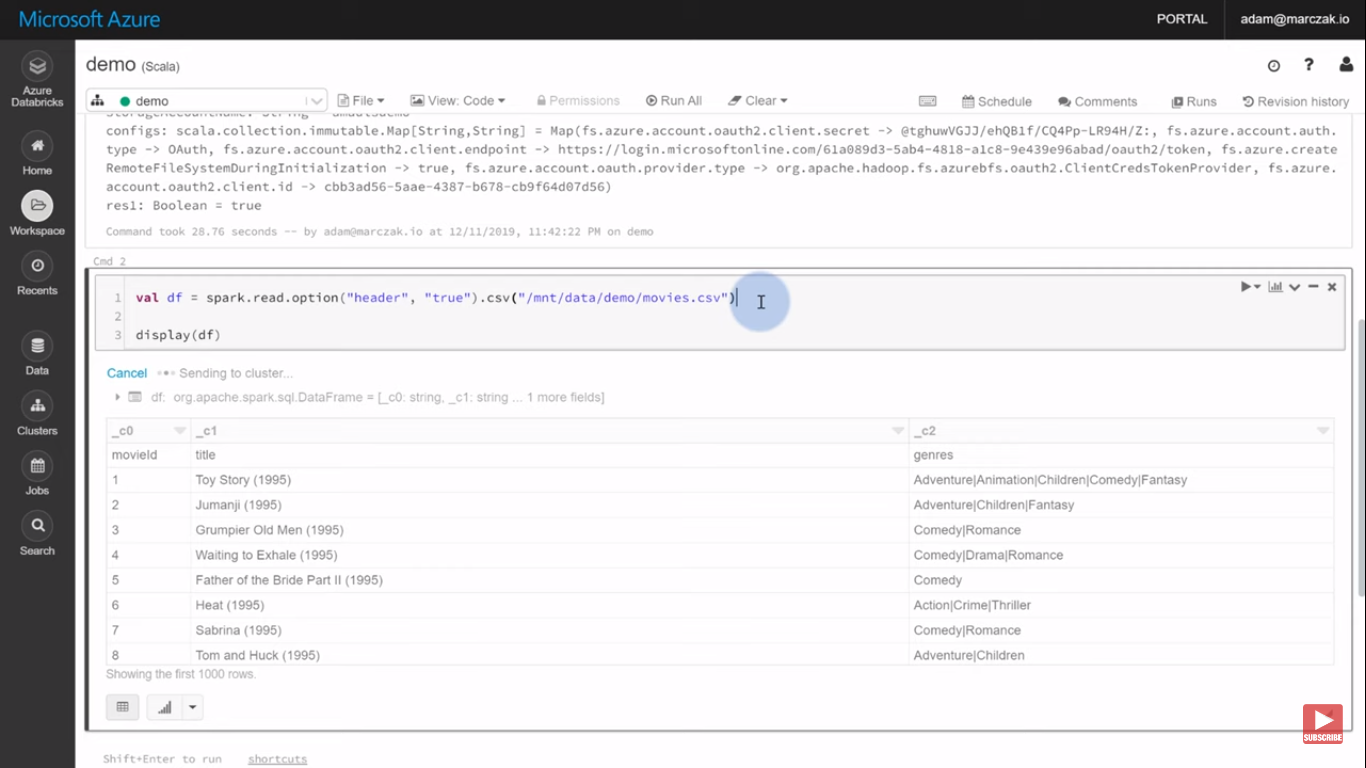 Microsoft Azure
PORTAL
adam@marczak.io
Azure Databricks
Home
Workspace
Recents
Data
Clusters
Jobs
Search
demo (Scala)
demo
File
View: Code
Permissions
Run All
Clear
Schedule
Comments
Runs
Revision history
configs: scala.collection.immutable.Map[String,String] = Map(fs.azure.account.oauth2.client.secret -> @tghuwVGJJ/ehQB1f/CQ4Pp-LR94H/Z:, fs.azure.account.auth.
type -> OAuth, fs.azure.account.oauth2.client.endpoint -> https://login.microsoftonline.com/61a089d3-5ab4-4818-a1c8-9e439e96abad/oauth2/token, fs.azure.create
RemoteFileSystemDuringInitialization -> true, fs.azure.account.oauth.provider.type -> org.apache.hadoop.fs.azurebfs.oauth2.ClientCredsTokenProvider, fs.azure.
account.oauth2.client.id -> cbb3ad56-5aae-4387-b678-cb9f64d07d56)
res1: Boolean = true
Command took 28.76 seconds -- by adam@marczak.io at 12/11/2019, 11:42:22 PM on demo
Cmd 2
1 val df = spark.read.option("header", "true").csv("/mnt/data/demo/movies.csv")
2
3 display(df)
Cancel Sending to cluster...
df: org.apache.spark.sql.DataFrame = [_c0: string, _c1: string ... 1 more fields]
_c0 _c1 _c2
movieId title genres
1 Toy Story (1995) Adventure|Animation|Children|Comedy|Fantasy
2 Jumanji (1995) Adventure|Children|Fantasy
3 Grumpier Old Men (1995) Comedy|Romance
4 Waiting to Exhale (1995) Comedy|Drama|Romance
5 Father of the Bride Part II (1995) Comedy
6 Heat (1995) Action|Crime|Thriller
7 Sabrina (1995) Comedy|Romance
8 Tom and Huck (1995) Adventure|Children
Showing the first 1000 rows.
SUBSCRIBE
Shift+Enter to run shortcuts